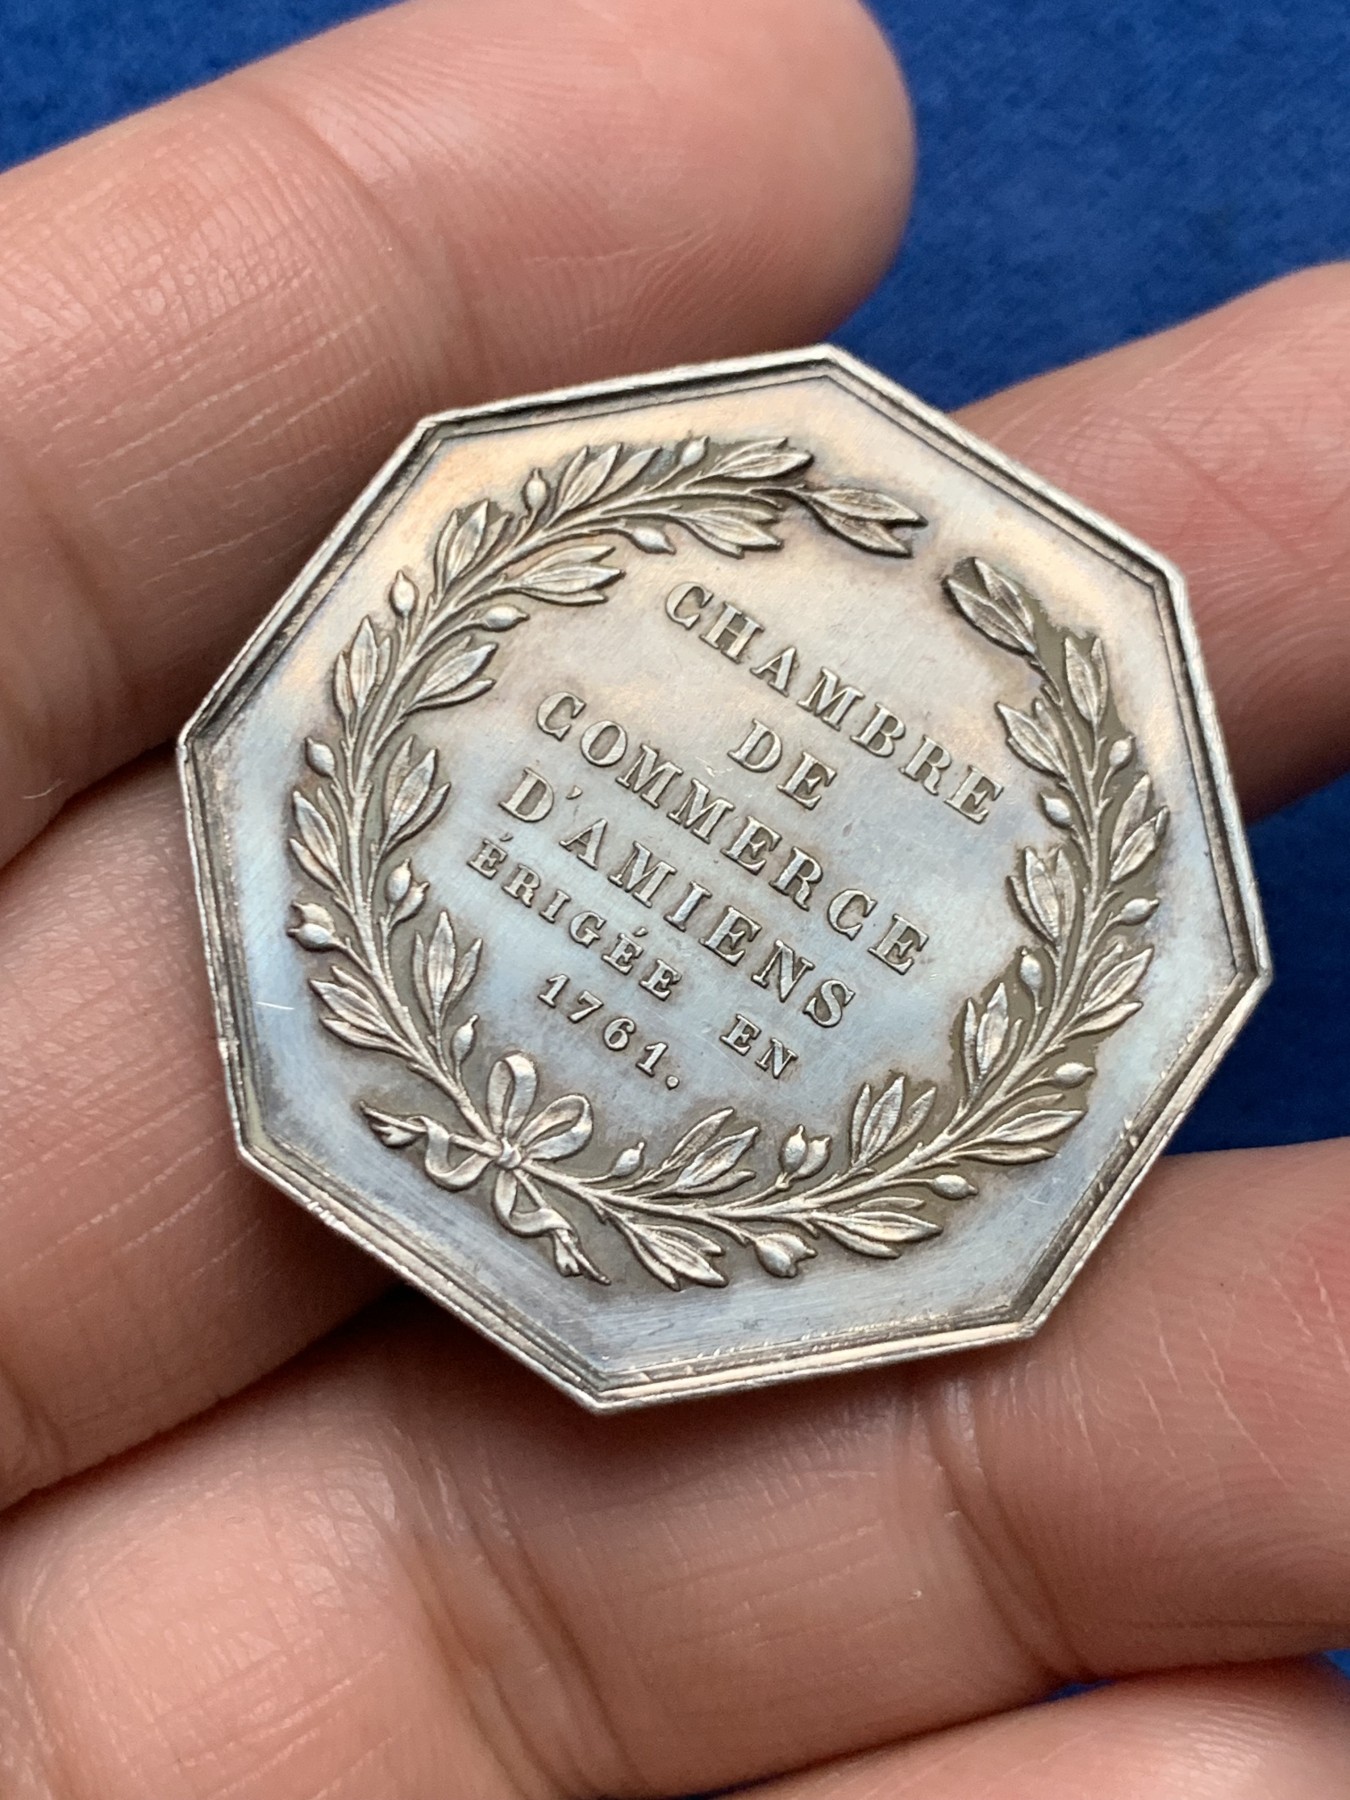 CHAMBRE
DE
COMMERCE
D'AMIENS
ÉRIGÉE EN
1761.